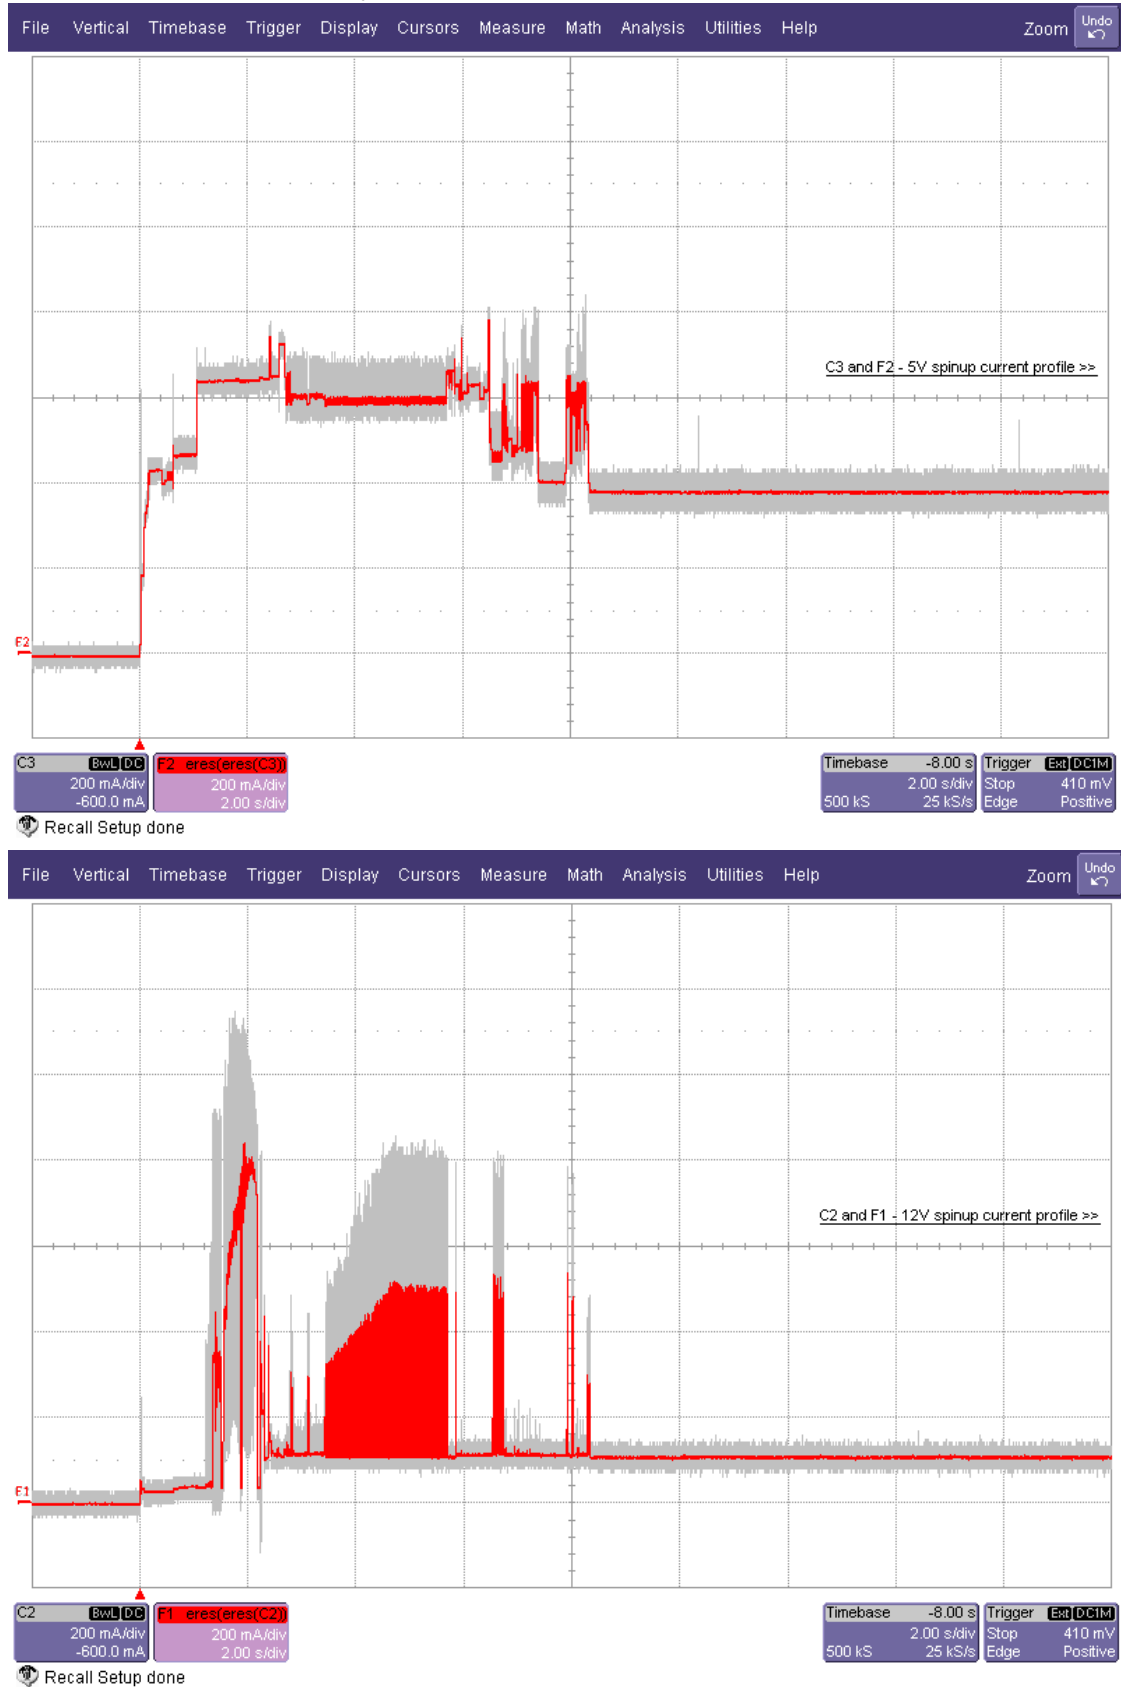 File Vertical Timebase Trigger Display Cursors Measure Math Analysis Utilities Help Zoom Undo
C3 and F2 - 5V spinup current profile >>
F2
C3 BwL DC F2 eres(eres(C3)) Timebase -8.00 s Trigger Ext DC1M
200 mA/div 200 mA/div 2.00 s/div Stop 410 mV
-600.0 mA 2.00 s/div 500 kS 25 kS/s Edge Positive
Recall Setup done
File Vertical Timebase Trigger Display Cursors Measure Math Analysis Utilities Help Zoom Undo
C2 and F1 - 12V spinup current profile >>
F1
C2 BwL DC F1 eres(eres(C2)) Timebase -8.00 s Trigger Ext DC1M
200 mA/div 200 mA/div 2.00 s/div Stop 410 mV
-600.0 mA 2.00 s/div 500 kS 25 kS/s Edge Positive
Recall Setup done